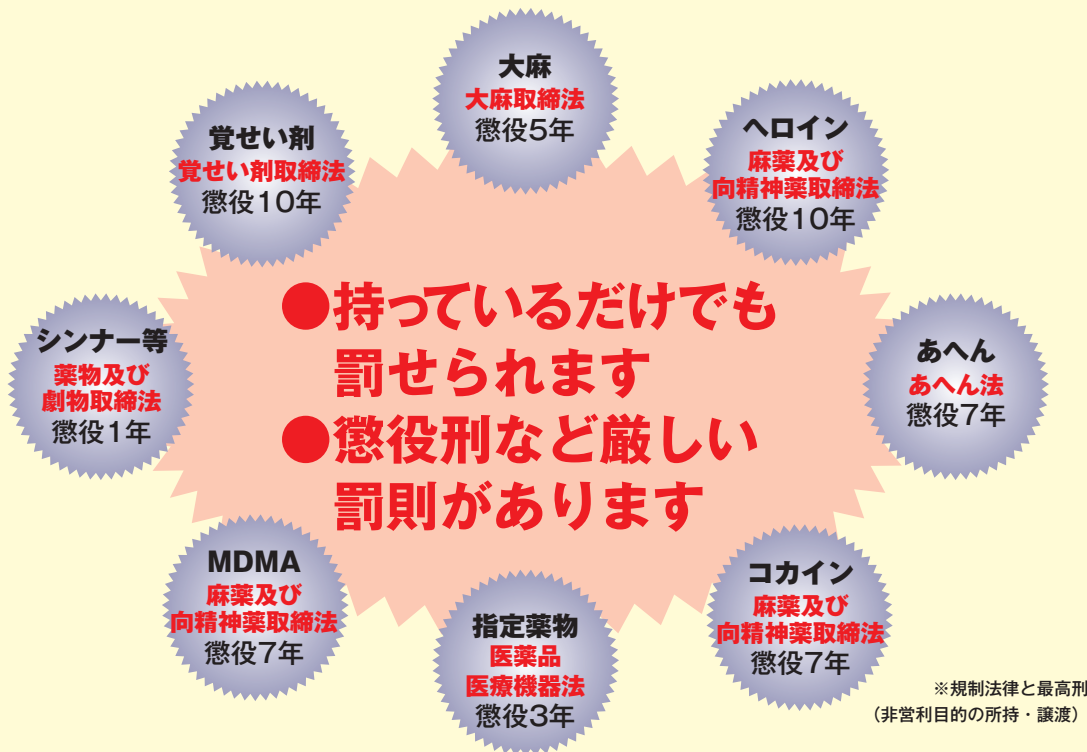 大麻
大麻取締法
懲役5年
ヘロイン
麻薬及び
向精神薬取締法
懲役10年
あへん
あへん法
懲役7年
コカイン
麻薬及び
向精神薬取締法
懲役7年
指定薬物
医薬品
医療機器法
懲役3年
MDMA
麻薬及び
向精神薬取締法
懲役7年
シンナー等
薬物及び
劇物取締法
懲役1年
覚せい剤
覚せい剤取締法
懲役10年
●持っているだけでも
罰せられます
●懲役刑など厳しい
罰則があります
※規制法律と最高刑
(非営利目的の所持・譲渡)